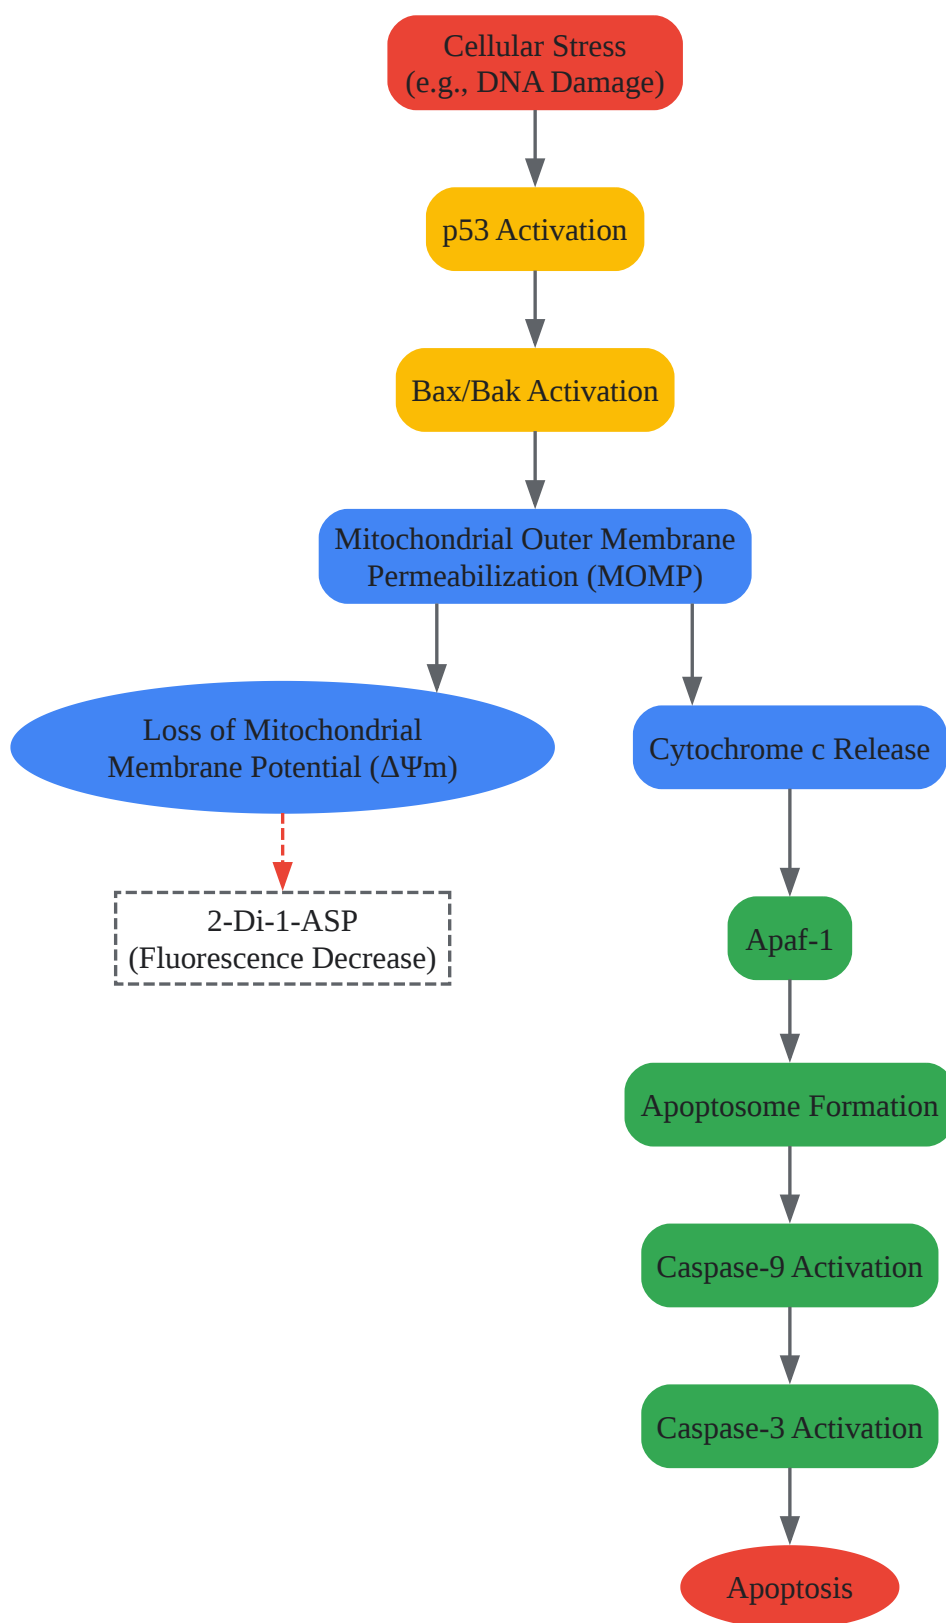 Cellular Stress
(e.g., DNA Damage)
p53 Activation
Bax/Bak Activation
Mitochondrial Outer Membrane
Permeabilization (MOMP)
Loss of Mitochondrial
Membrane Potential (ΔΨm)
Cytochrome c Release
2-Di-1-ASP
(Fluorescence Decrease)
Apaf-1
Apoptosome Formation
Caspase-9 Activation
Caspase-3 Activation
Apoptosis